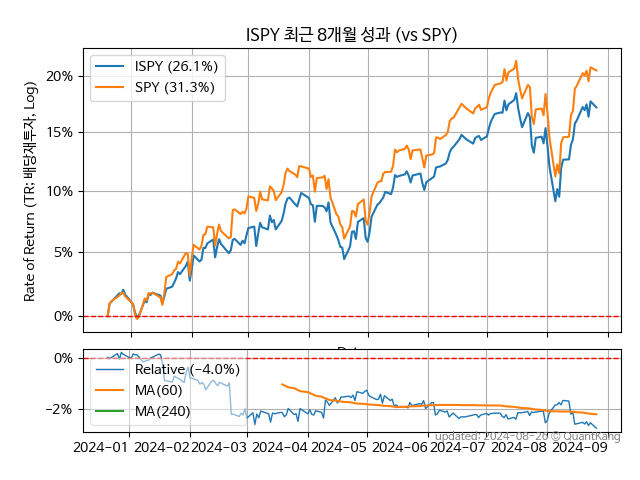 ISPY 최근 8개월 성과 (vs SPY)
ISPY (26.1%)
SPY (31.3%)
20%
15%
10%
5%
0%
Rate of Return (TR: 배당재투자, Log)
0%
−2%
Relative (−4.0%)
MA(60)
MA(240)
2024-01
2024-02
2024-03
2024-04
2024-05
2024-06
2024-07
2024-08
2024-09
updated: 2024-08-26 © QuantKang